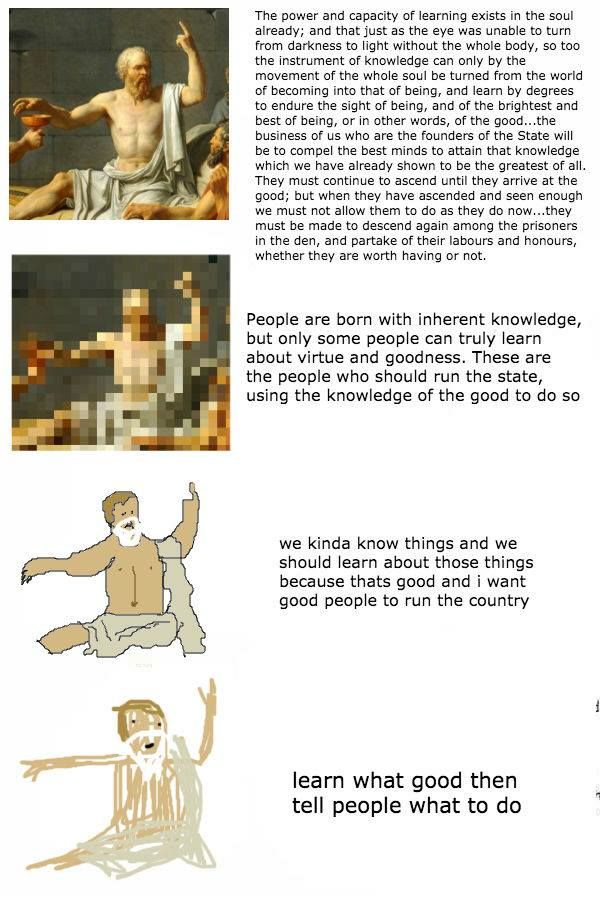 The power and capacity of learning exists in the soul
already; and that just as the eye was unable to turn
from darkness to light without the whole body, so too
the instrument of knowledge can only by the
movement of the whole soul be turned from the world
of becoming into that of being, and learn by degrees
to endure the sight of being, and of the brightest and
best of being, or in other words, of the good...the
business of us who are the founders of the State will
be to compel the best minds to attain that knowledge
which we have already shown to be the greatest of all.
They must continue to ascend until they arrive at the
good; but when they have ascended and seen enough
we must not allow them to do as they do now...they
must be made to descend again among the prisoners
in the den, and partake of their labours and honours,
whether they are worth having or not.
People are born with inherent knowledge,
but only some people can truly learn
about virtue and goodness. These are
the people who should run the state,
using the knowledge of the good to do so
we kinda know things and we
should learn about those things
because thats good and i want
good people to run the country
learn what good then
tell people what to do